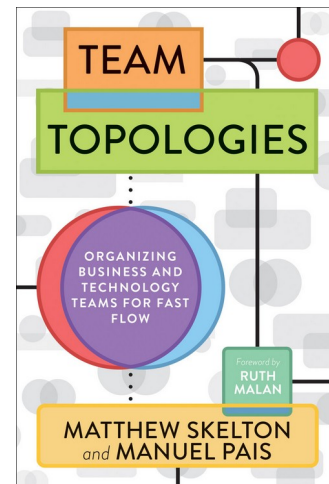 TEAM
TOPOLOGIES
ORGANIZING
BUSINESS AND
TECHNOLOGY
TEAMS FOR FAST
FLOW
Foreword by
RUTH
MALAN
MATTHEW SKELTON
and MANUEL PAIS